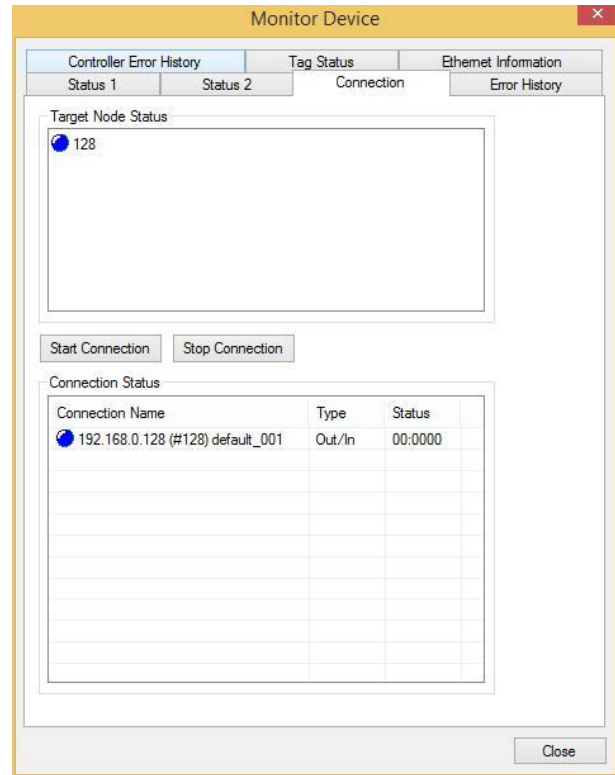 Monitor Device
Controller Error History Tag Status Ethernet Information
Status 1 Status 2 Connection Error History
Target Node Status
128
Start Connection Stop Connection
Connection Status
Connection Name Type Status
192.168.0.128 (#128) default_001 Out/In 00:0000
Close